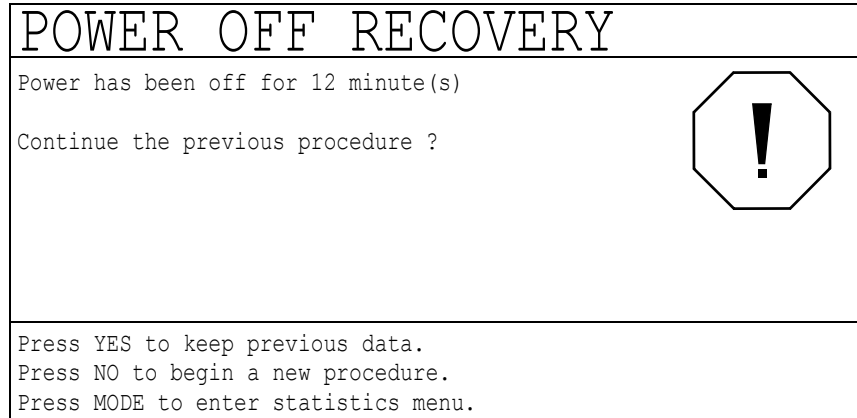 POWER OFF RECOVERY
Power has been off for 12 minute(s)
Continue the previous procedure ?
!
Press YES to keep previous data.
Press NO to begin a new procedure.
Press MODE to enter statistics menu.